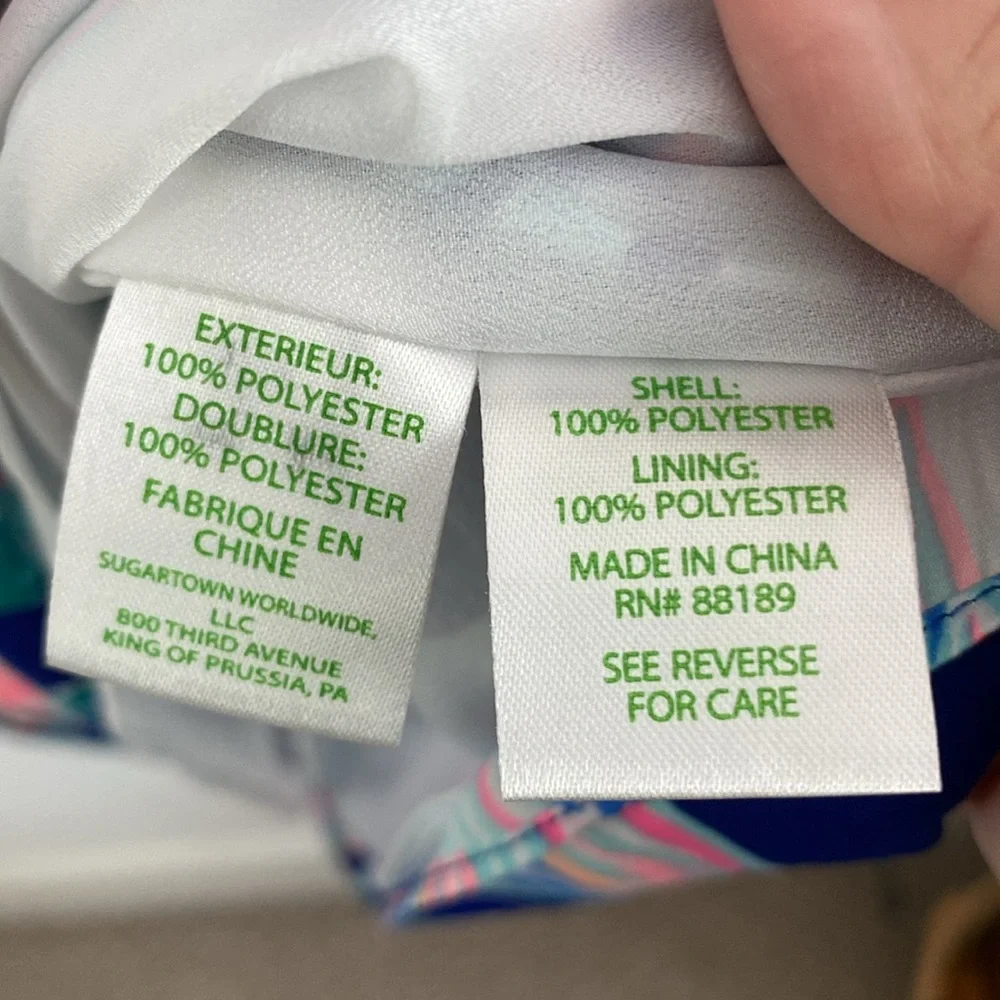 EXTERIEUR:
100% POLYESTER
DOUBLURE:
100% POLYESTER
FABRIQUE EN
CHINE
SUGARTOWN WORLDWIDE,
LLC
800 THIRD AVENUE
KING OF PRUSSIA, PA
SHELL:
100% POLYESTER
LINING:
100% POLYESTER
MADE IN CHINA
RN# 88189
SEE REVERSE
FOR CARE